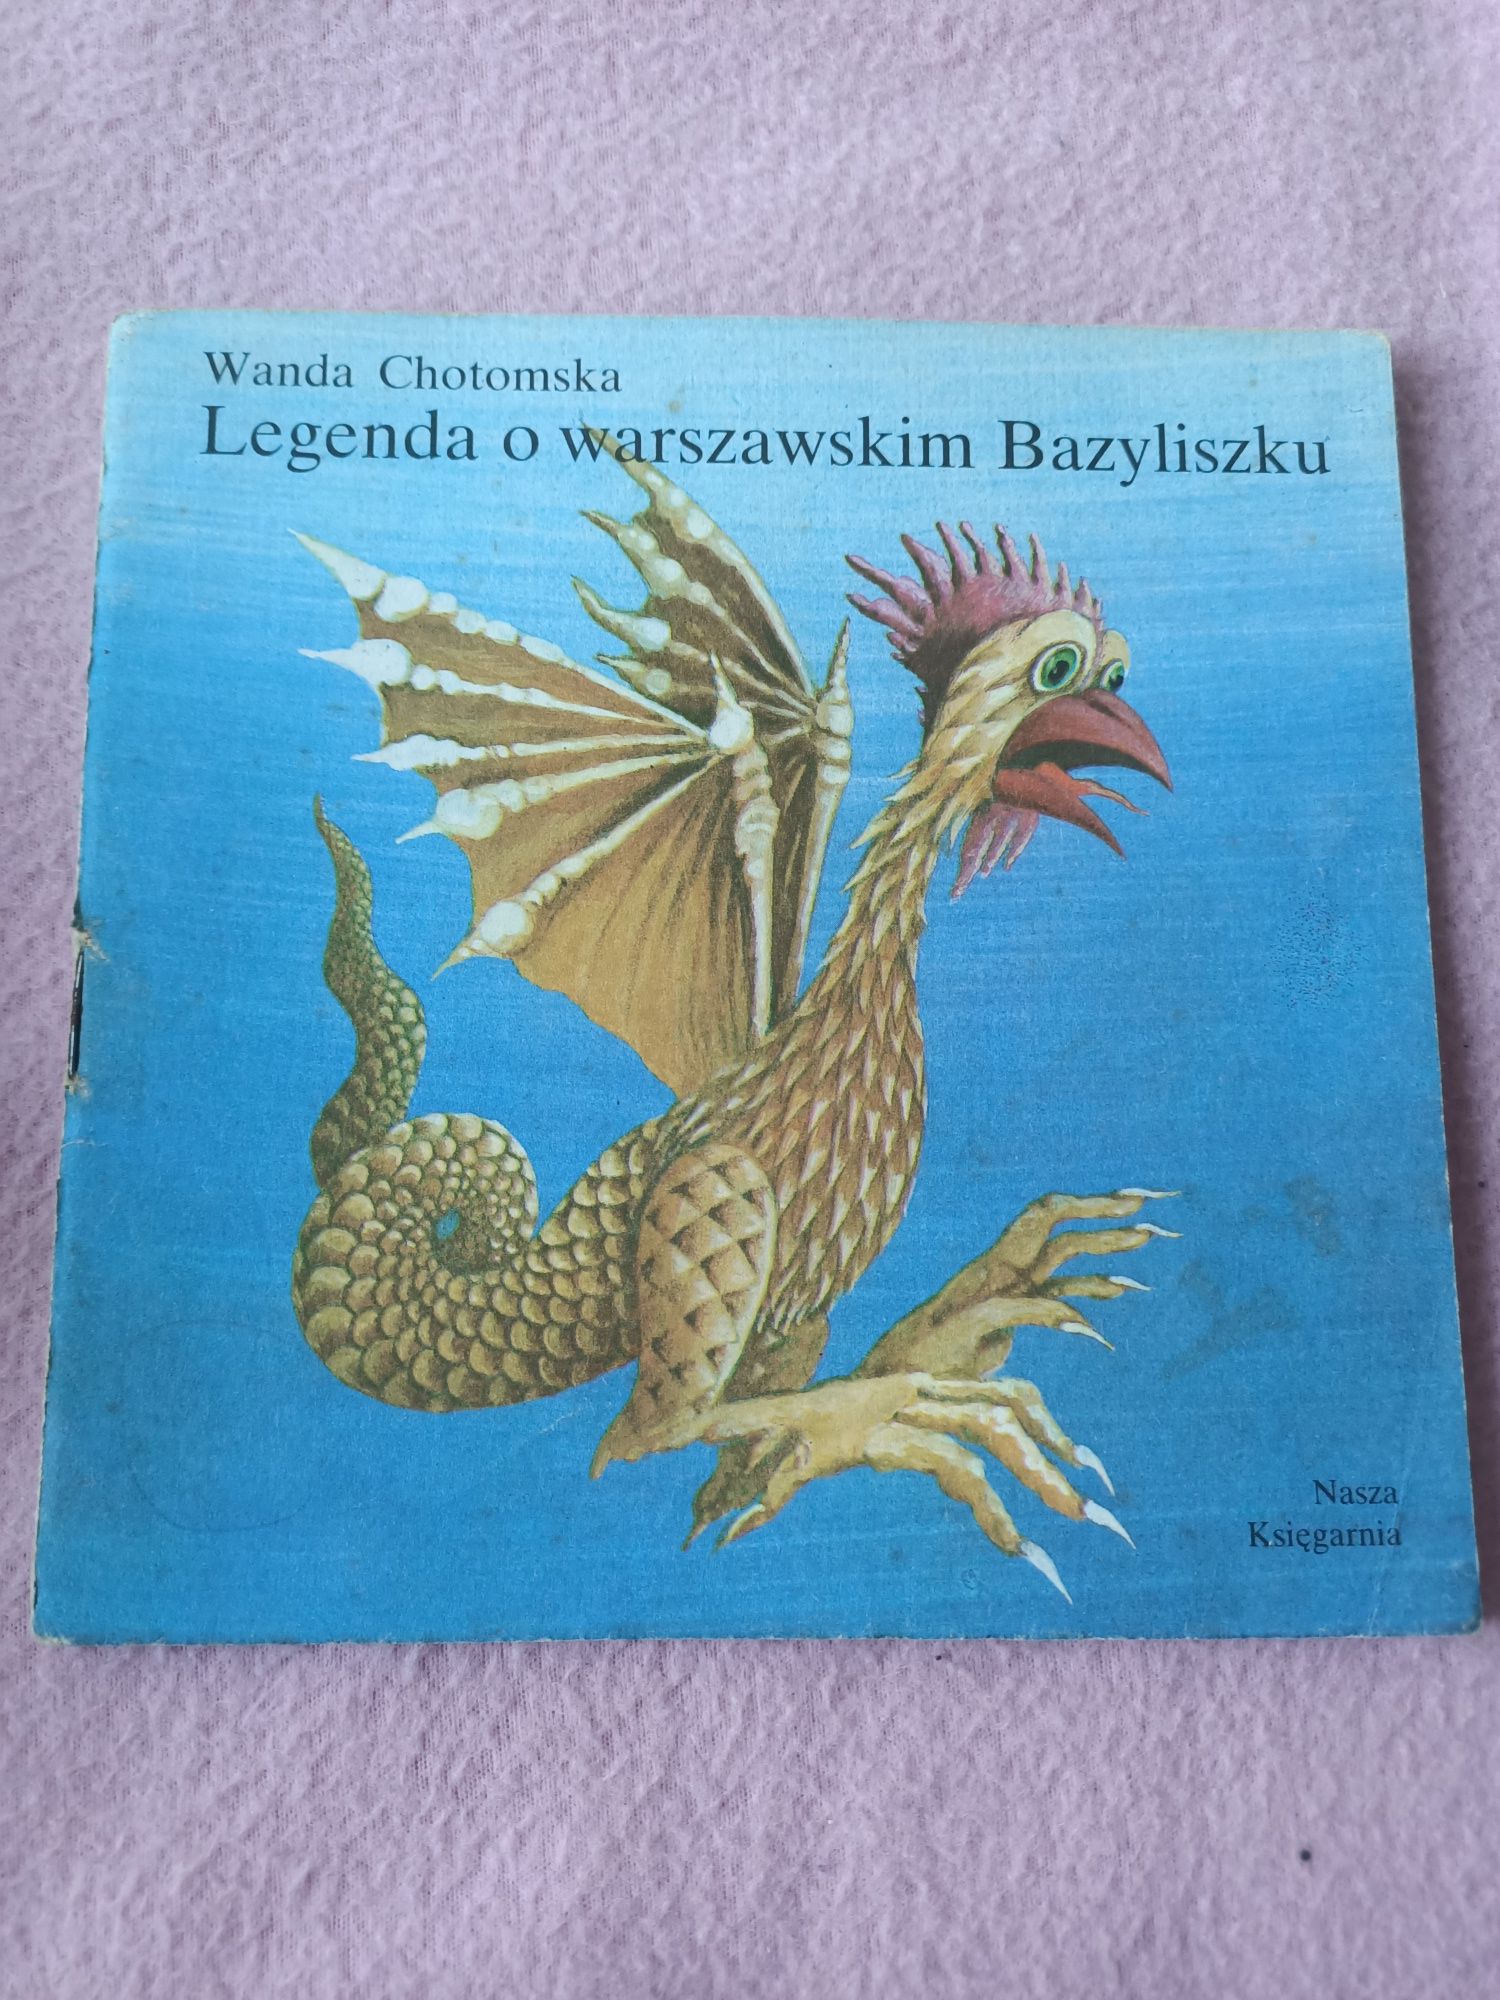 Wanda Chotomska
Legenda o warszawskim Bazyliszku
Nasza
Księgarnia